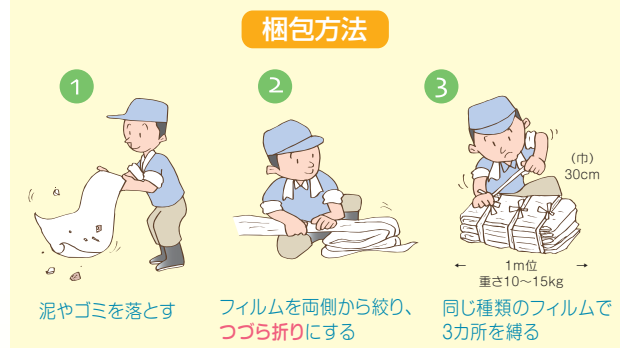 梱包方法
1
2
3
(巾)
30cm
← 1m位 →
重さ10〜15kg
泥やゴミを落とす
フィルムを両側から絞り、
つづら折りにする
同じ種類のフィルムで
3カ所を縛る